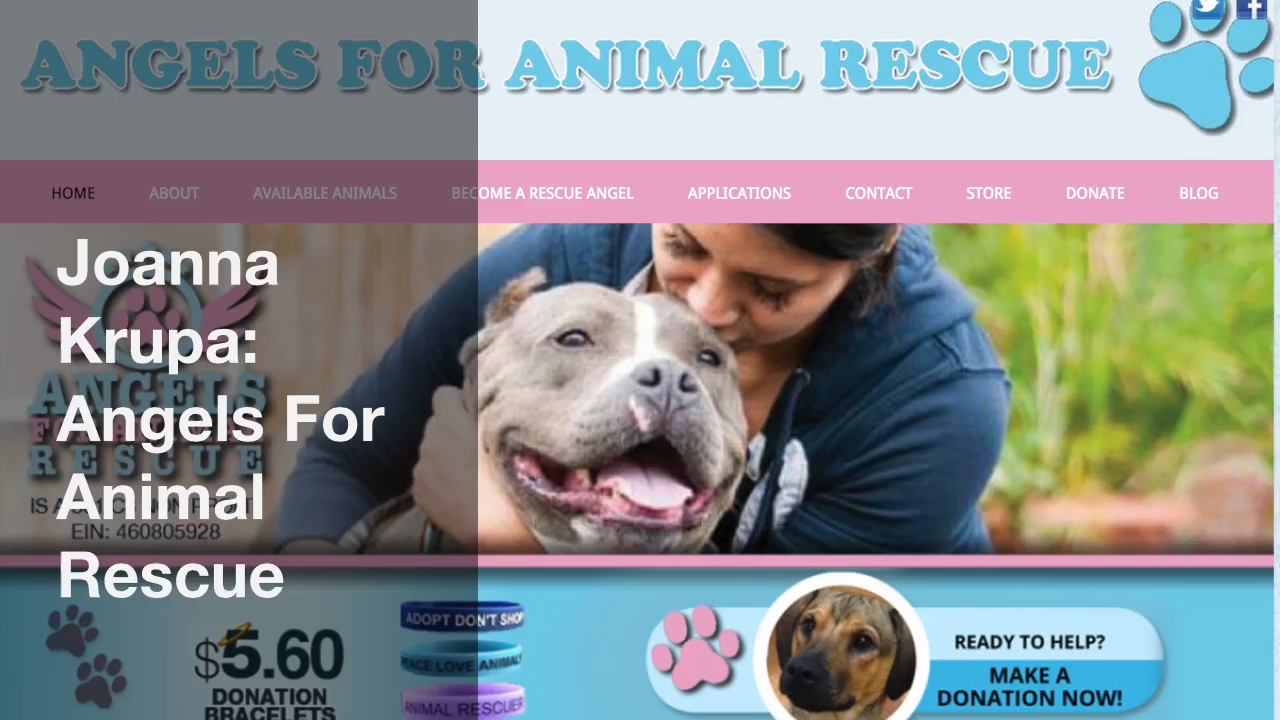 ANGELS FOR ANIMAL RESCUE
HOME ABOUT AVAILABLE ANIMALS BECOME A RESCUE ANGEL APPLICATIONS CONTACT STORE DONATE BLOG
Joanna
Krupa:
Angels For
Animal
Rescue
ANGELS
RESCUE
EIN: 460805928
$5.60
DONATION
BRACELETS
ADOPT DON'T SHOP
PEACE LOVE ANIMALS
ANIMAL RESCUER
READY TO HELP?
MAKE A
DONATION NOW!